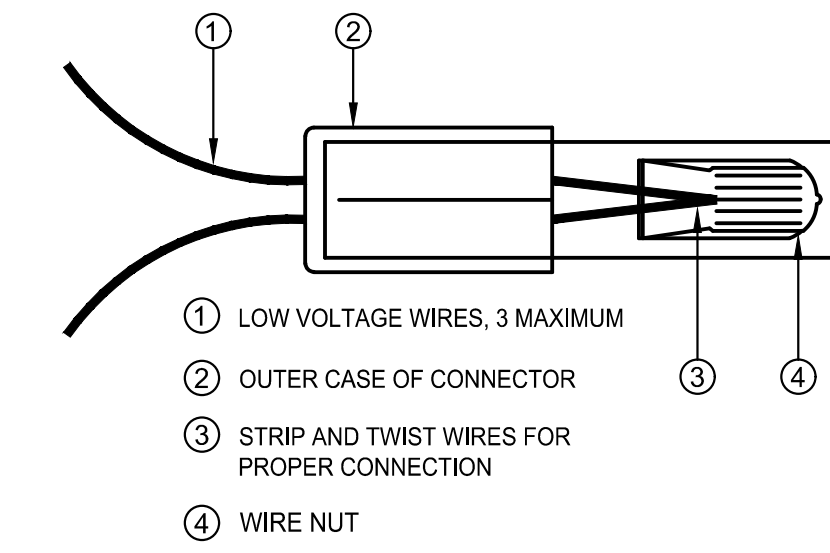 1 2
1 LOW VOLTAGE WIRES, 3 MAXIMUM
2 OUTER CASE OF CONNECTOR
3 4
3 STRIP AND TWIST WIRES FOR
PROPER CONNECTION
4 WIRE NUT